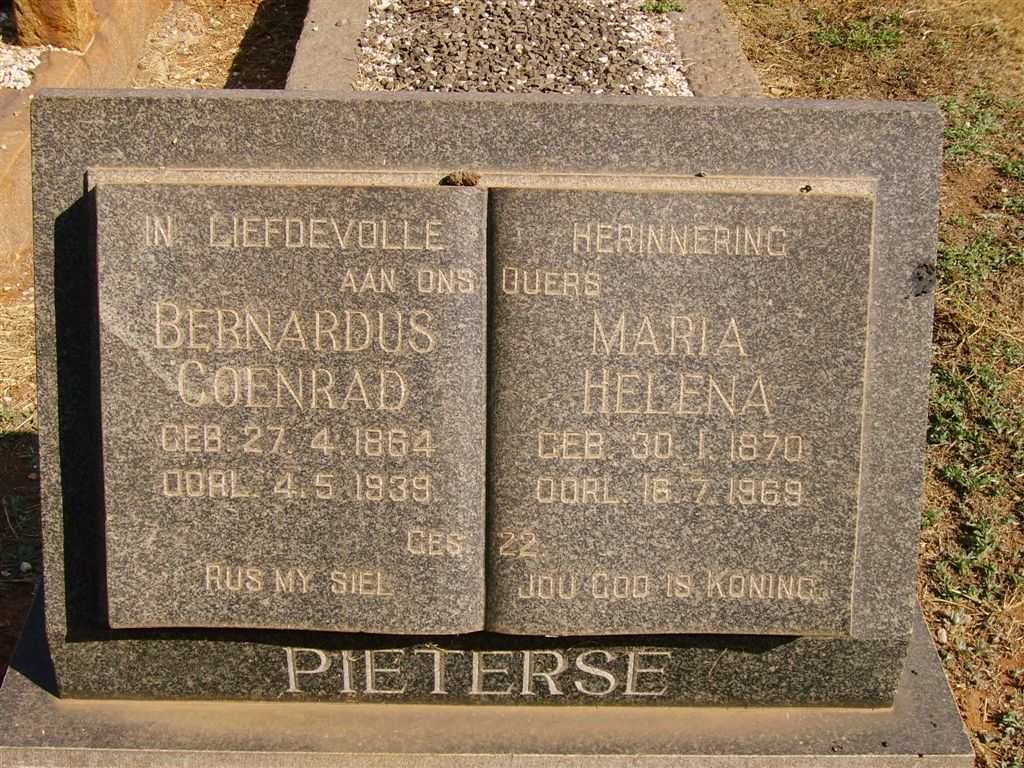 IN LIEFDEVOLLE HERINNERING
AAN ONS OUERS
BERNARDUS
COENRAD
GEB. 27. 4. 1864
OORL. 4. 5. 1939
MARIA
HELENA
GEB. 30. 1. 1870
OORL. 16. 7. 1969
GES. 22.
RUS MY SIEL JOU GOD IS KONING.
PIETERSE